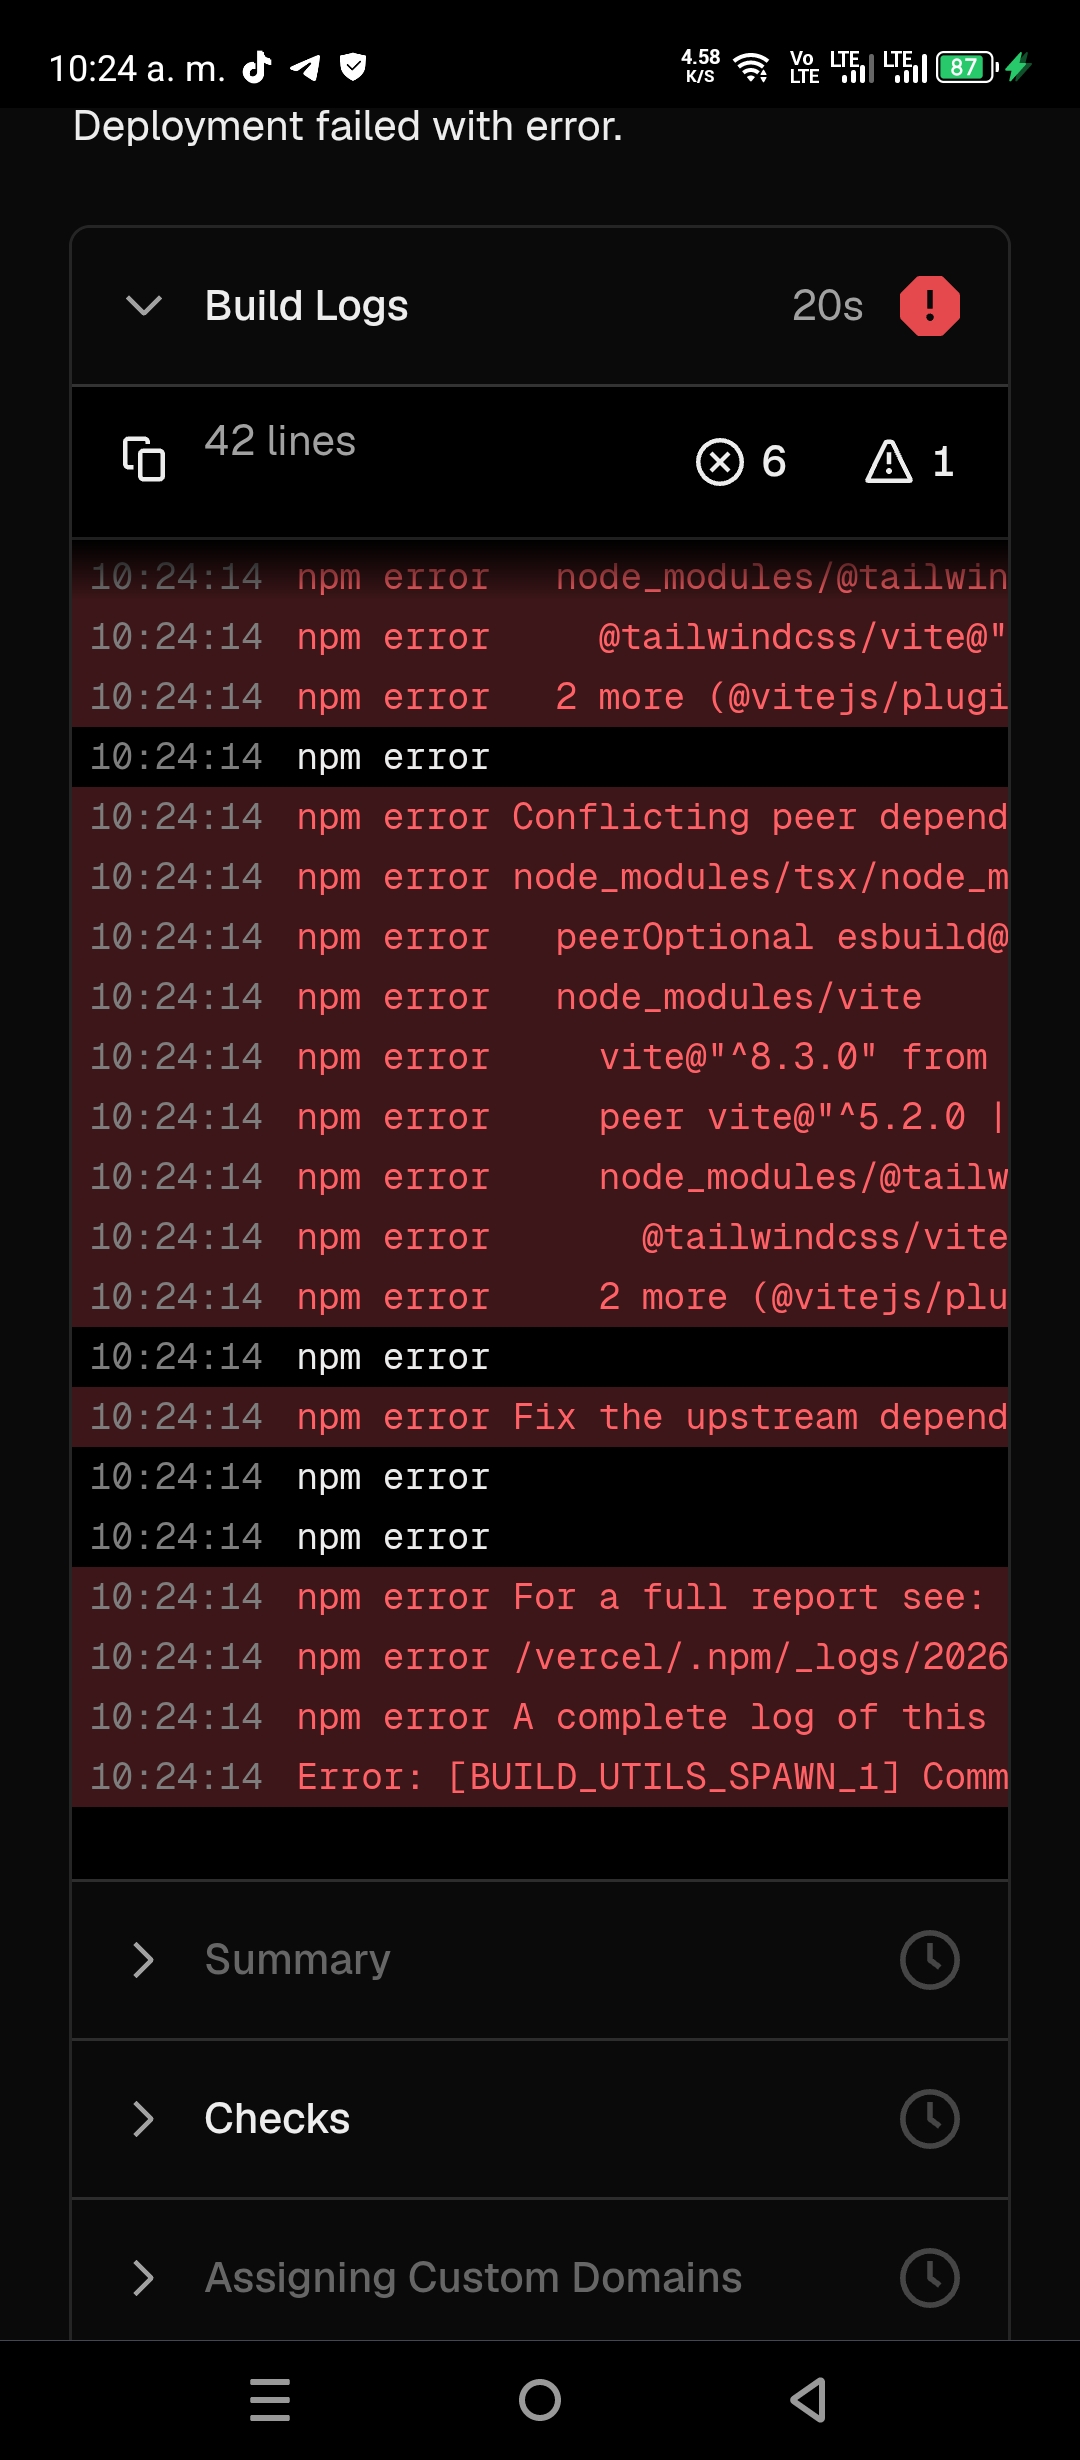 10:24 a. m.
4.58 K/S
Vo LTE LTE LTE 87
Deployment failed with error.
Build Logs 20s
42 lines 6 1
10:24:14 npm error node_modules/@tailwin
10:24:14 npm error @tailwindcss/vite@"
10:24:14 npm error 2 more (@vitejs/plugi
10:24:14 npm error
10:24:14 npm error Conflicting peer depend
10:24:14 npm error node_modules/tsx/node_m
10:24:14 npm error peerOptional esbuild@
10:24:14 npm error node_modules/vite
10:24:14 npm error vite@"^8.3.0" from
10:24:14 npm error peer vite@"^5.2.0 |
10:24:14 npm error node_modules/@tailw
10:24:14 npm error @tailwindcss/vite
10:24:14 npm error 2 more (@vitejs/plu
10:24:14 npm error
10:24:14 npm error Fix the upstream depend
10:24:14 npm error
10:24:14 npm error
10:24:14 npm error For a full report see:
10:24:14 npm error /vercel/.npm/_logs/2026
10:24:14 npm error A complete log of this
10:24:14 Error: [BUILD_UTILS_SPAWN_1] Comm
Summary
Checks
Assigning Custom Domains